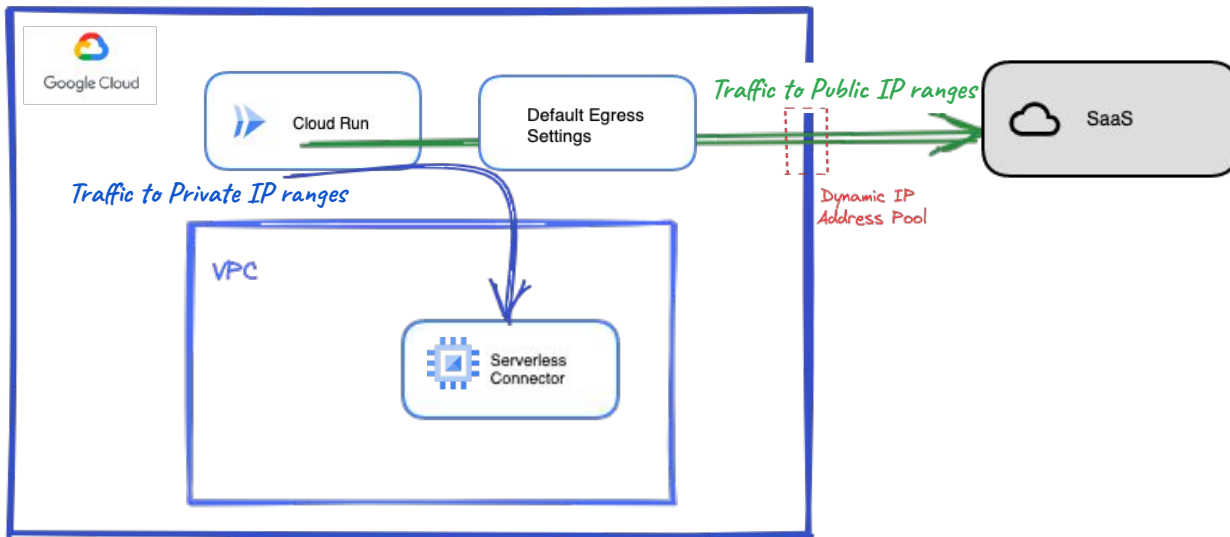 Google Cloud
Cloud Run
Default Egress
Settings
Traffic to Public IP ranges
SaaS
Traffic to Private IP ranges
Dynamic IP
Address Pool
VPC
Serverless
Connector